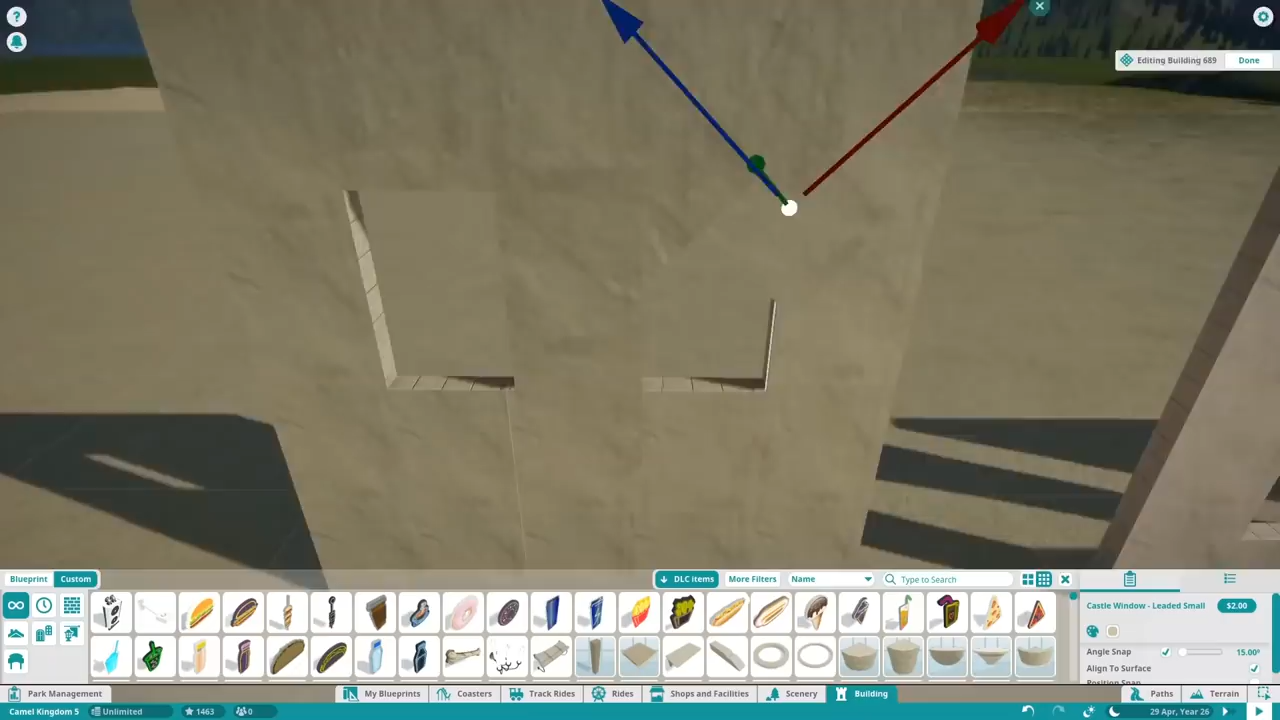 Editing Building 689 Done
Blueprint Custom
DLC items More Filters Name Type to Search
Castle Window - Leaded Small $2.00
Angle Snap 15.00°
Align To Surface
Park Management My Blueprints Coasters Track Rides Rides Shops and Facilities Scenery Building Paths Terrain
Camel Kingdom 5 Unlimited 1463 0 29 Apr, Year 26